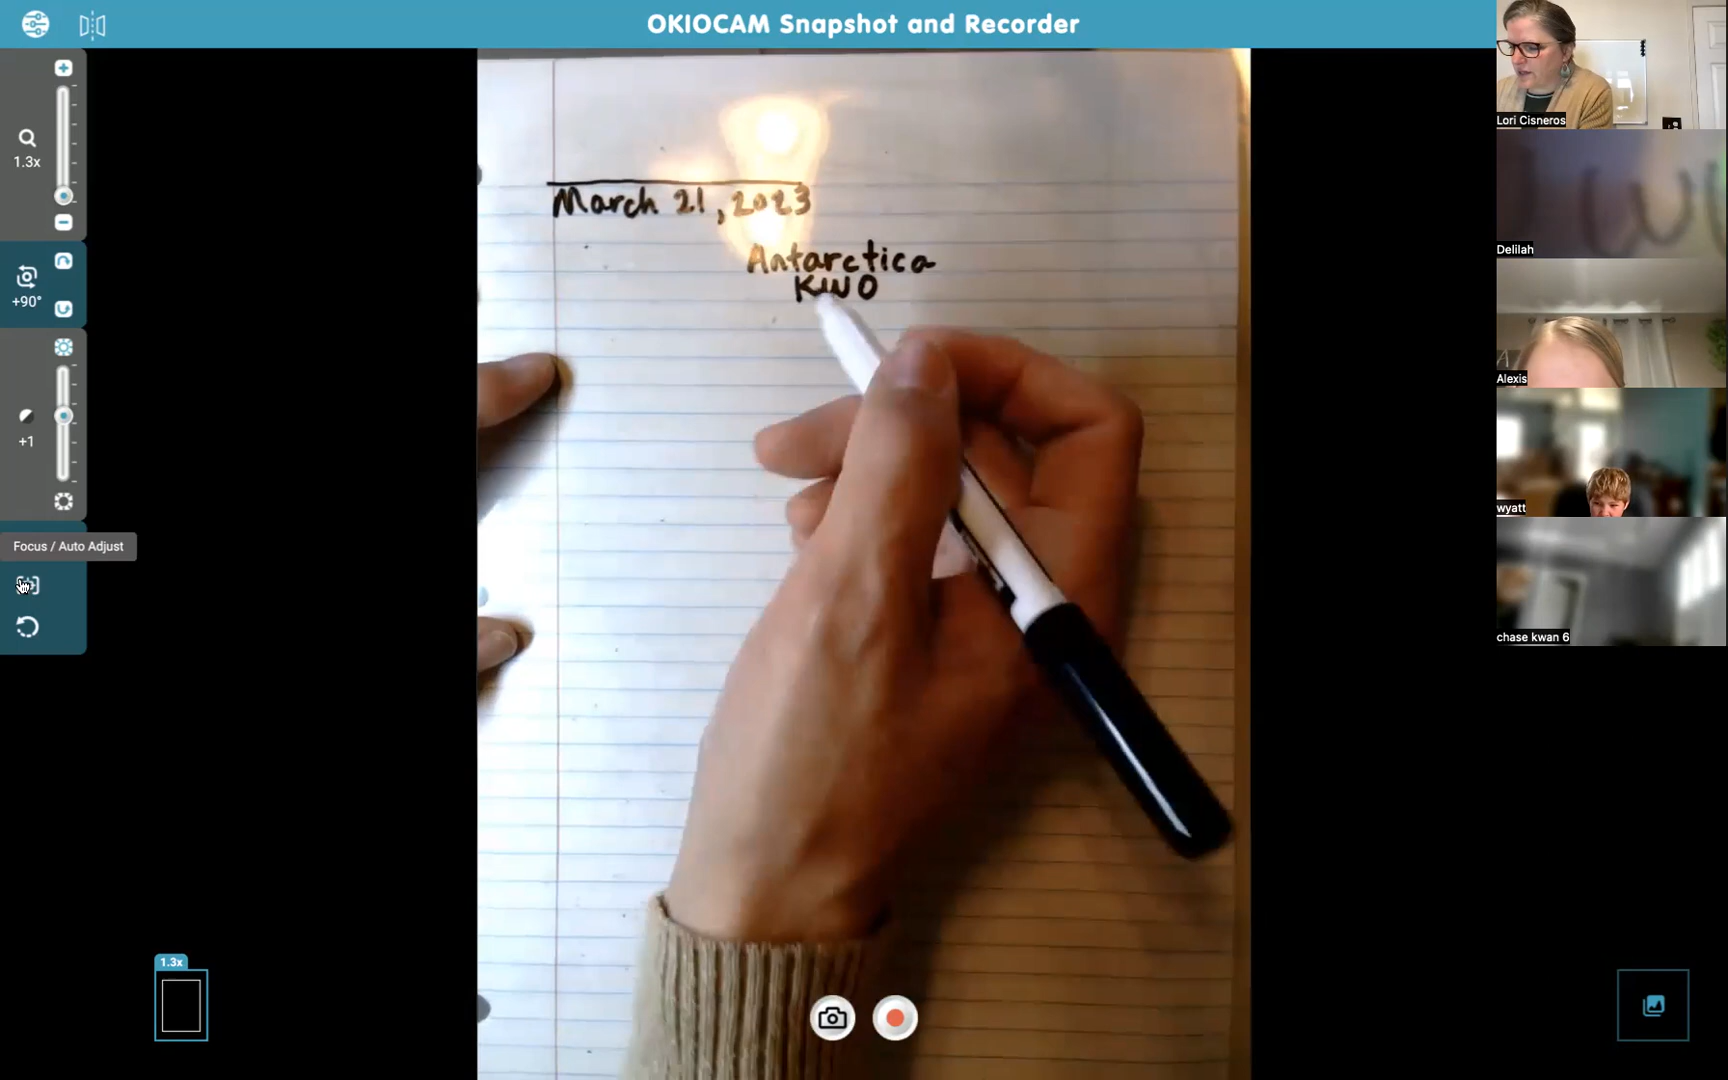 OKIOCAM Snapshot and Recorder
1.3x
+90°
+1
Focus / Auto Adjust
1.3x
March 21, 2023
Antarctica
KWO
Lori Cisneros
Delilah
Alexis
wyatt
chase kwan 6